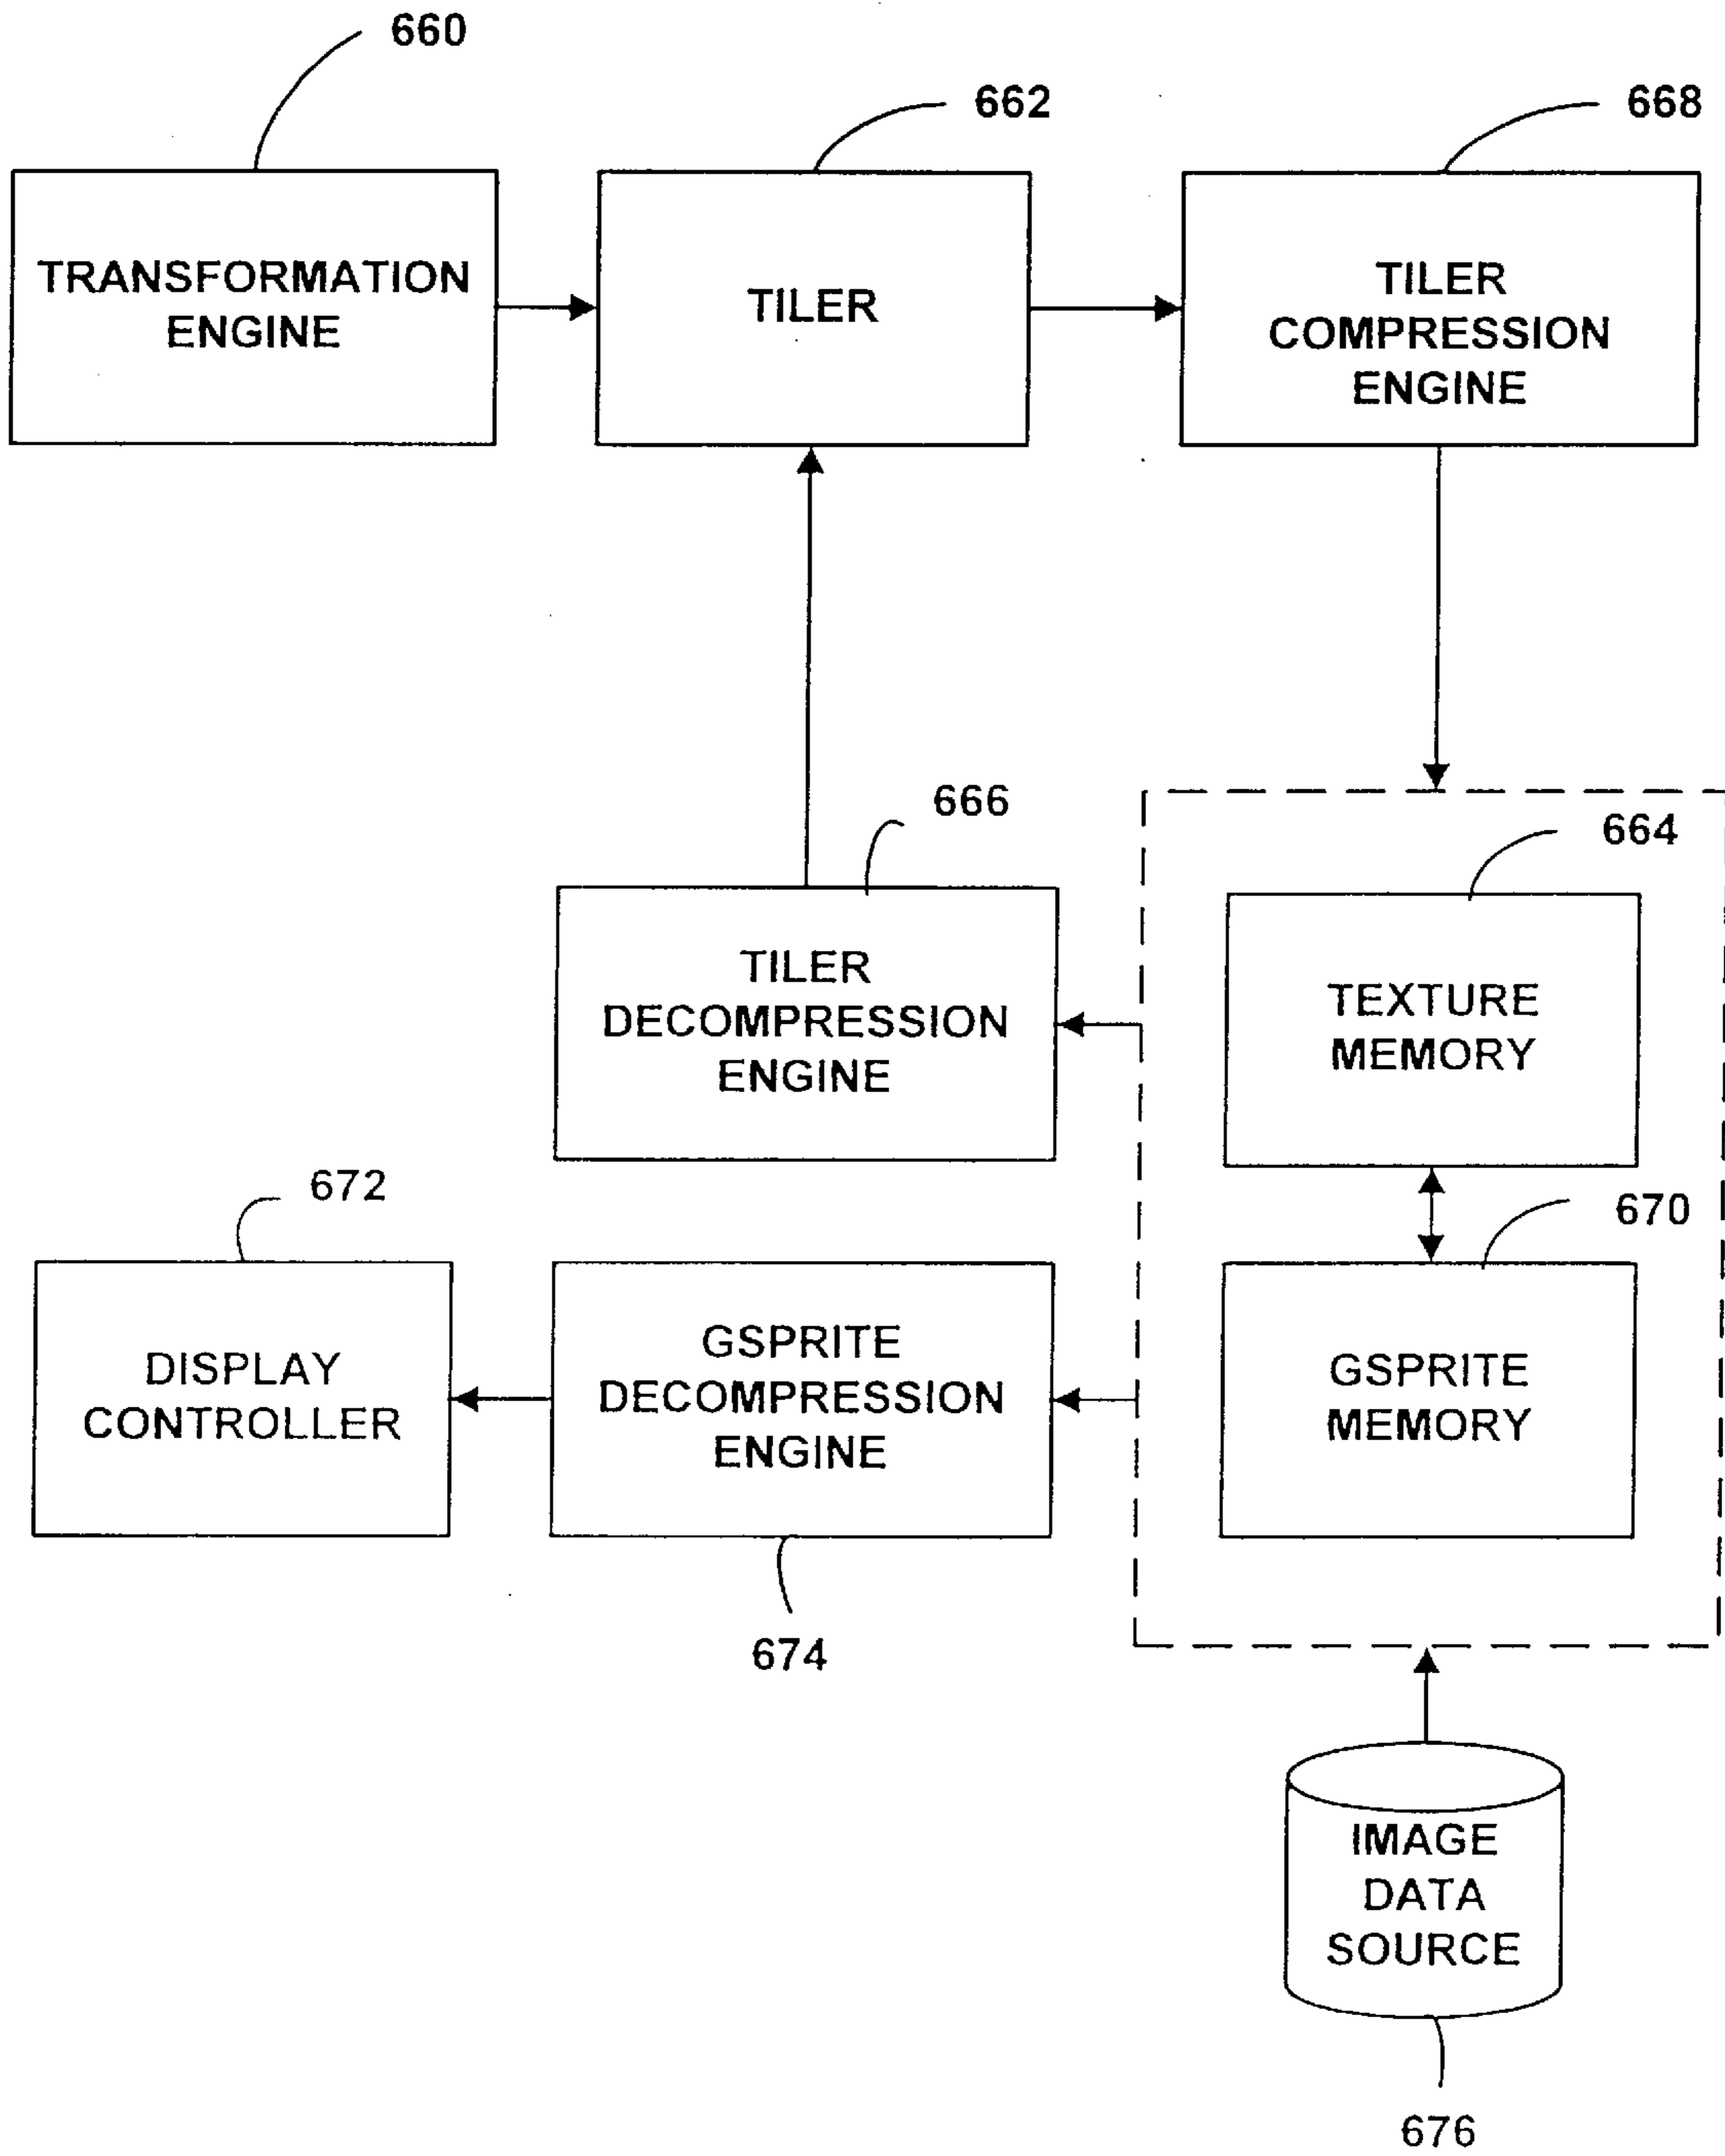 660
662
668
TRANSFORMATION
ENGINE
TILER
TILER
COMPRESSION
ENGINE
666
664
TILER
DECOMPRESSION
ENGINE
TEXTURE
MEMORY
672
670
DISPLAY
CONTROLLER
GSPRITE
DECOMPRESSION
ENGINE
GSPRITE
MEMORY
674
IMAGE
DATA
SOURCE
676